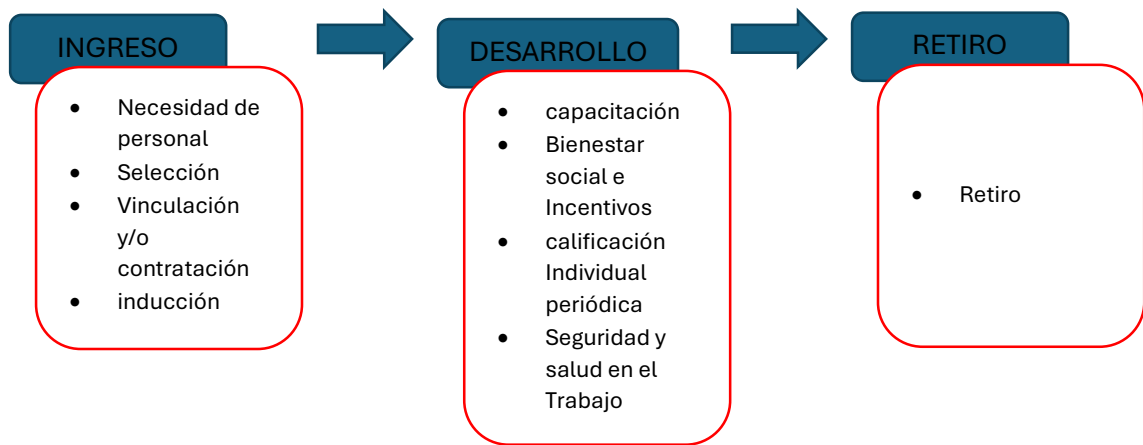 INGRESO
• Necesidad de
personal
• Selección
• Vinculación
y/o
contratación
• inducción
DESARROLLO
• capacitación
• Bienestar
social e
Incentivos
• calificación
Individual
periódica
• Seguridad y
salud en el
Trabajo
RETIRO
• Retiro